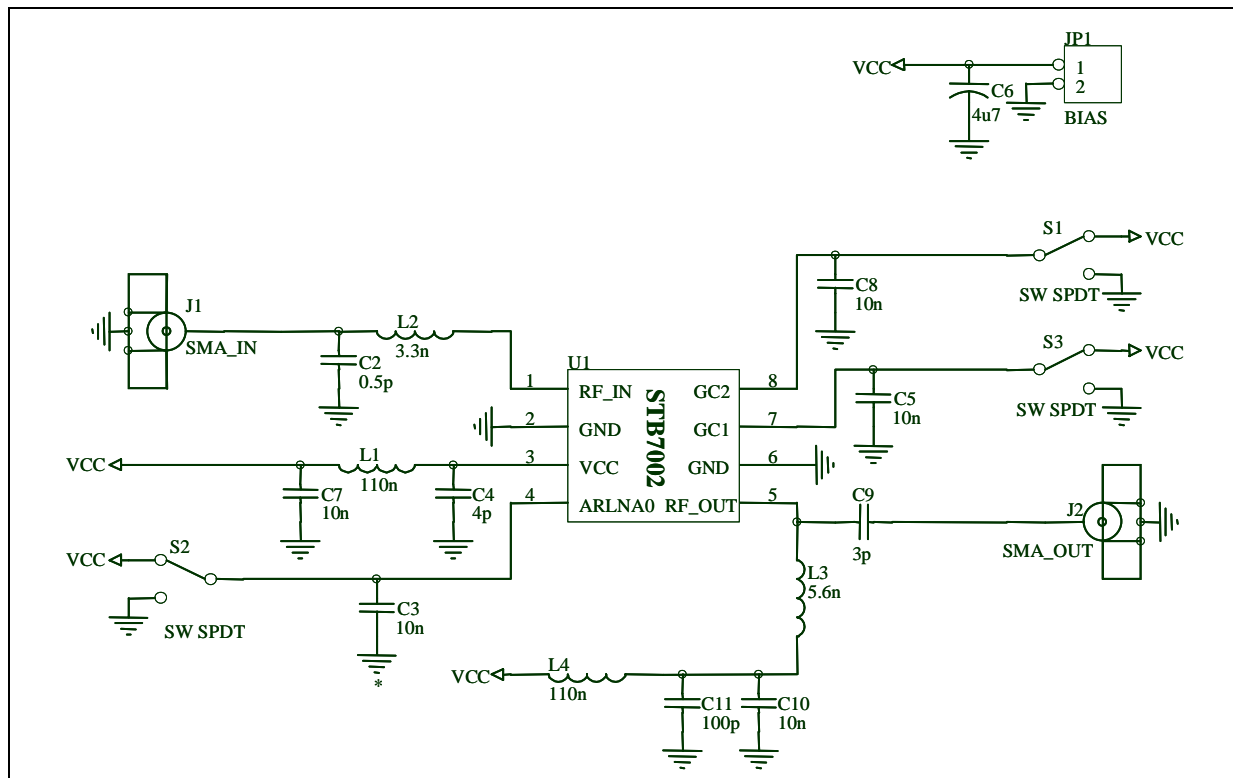 JP1
VCC
1
2
C6
4u7
BIAS
S1
VCC
C8
10n
SW SPDT
J1
SMA_IN
L2
3.3n
C2
0.5p
S3
VCC
C5
10n
SW SPDT
U1
STB7002
1
RF_IN
GC2
8
2
GND
GC1
7
3
VCC
GND
6
4
ARLNA0
RF_OUT
5
VCC
L1
110n
C7
10n
C4
4p
C9
3p
J2
SMA_OUT
VCC
S2
SW SPDT
C3
10n
*
L3
5.6n
VCC
L4
110n
C11
100p
C10
10n